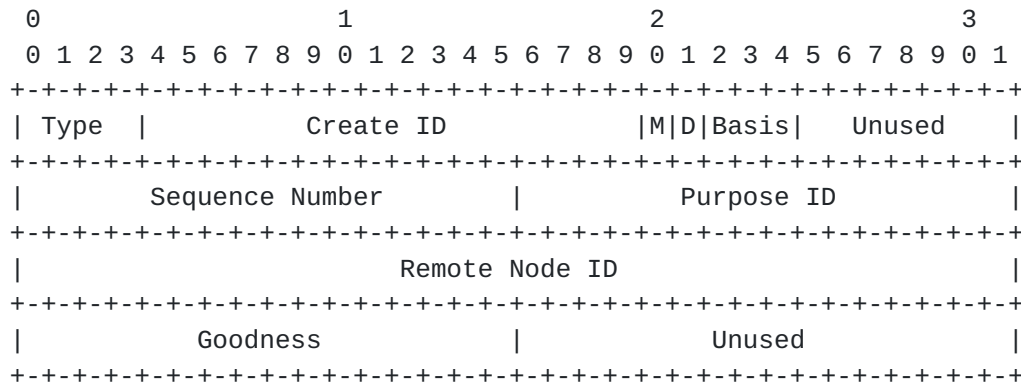 0                   1                   2                   3
 0 1 2 3 4 5 6 7 8 9 0 1 2 3 4 5 6 7 8 9 0 1 2 3 4 5 6 7 8 9 0 1
+-+-+-+-+-+-+-+-+-+-+-+-+-+-+-+-+-+-+-+-+-+-+-+-+-+-+-+-+-+-+-+-+
| Type  |          Create ID            |M|D|Basis|   Unused    |
+-+-+-+-+-+-+-+-+-+-+-+-+-+-+-+-+-+-+-+-+-+-+-+-+-+-+-+-+-+-+-+-+
|        Sequence Number        |          Purpose ID           |
+-+-+-+-+-+-+-+-+-+-+-+-+-+-+-+-+-+-+-+-+-+-+-+-+-+-+-+-+-+-+-+-+
|                        Remote Node ID                         |
+-+-+-+-+-+-+-+-+-+-+-+-+-+-+-+-+-+-+-+-+-+-+-+-+-+-+-+-+-+-+-+-+
|           Goodness            |            Unused             |
+-+-+-+-+-+-+-+-+-+-+-+-+-+-+-+-+-+-+-+-+-+-+-+-+-+-+-+-+-+-+-+-+